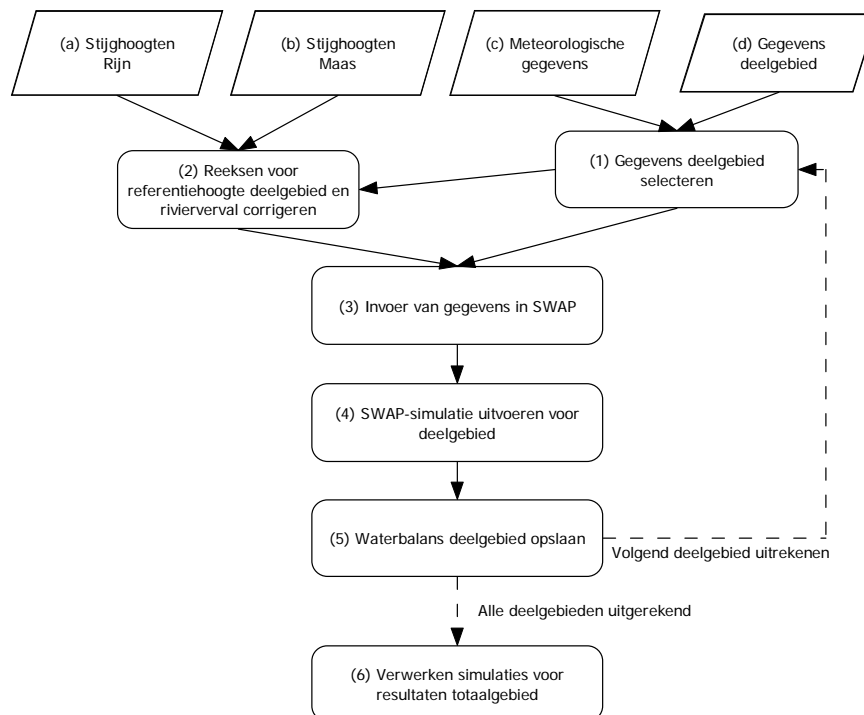 (a) Stijghoogten
Rijn
(b) Stijghoogten
Maas
(c) Meteorologische
gegevens
(d) Gegevens
deelgebied
(2) Reeksen voor
referentiehoogte deelgebied en
rivierverval corrigeren
(1) Gegevens deelgebied
selecteren
(3) Invoer van gegevens in SWAP
(4) SWAP-simulatie uitvoeren voor
deelgebied
(5) Waterbalans deelgebied opslaan
Volgend deelgebied uitrekenen
Alle deelgebieden uitgerekend
(6) Verwerken simulaties voor
resultaten totaalgebied